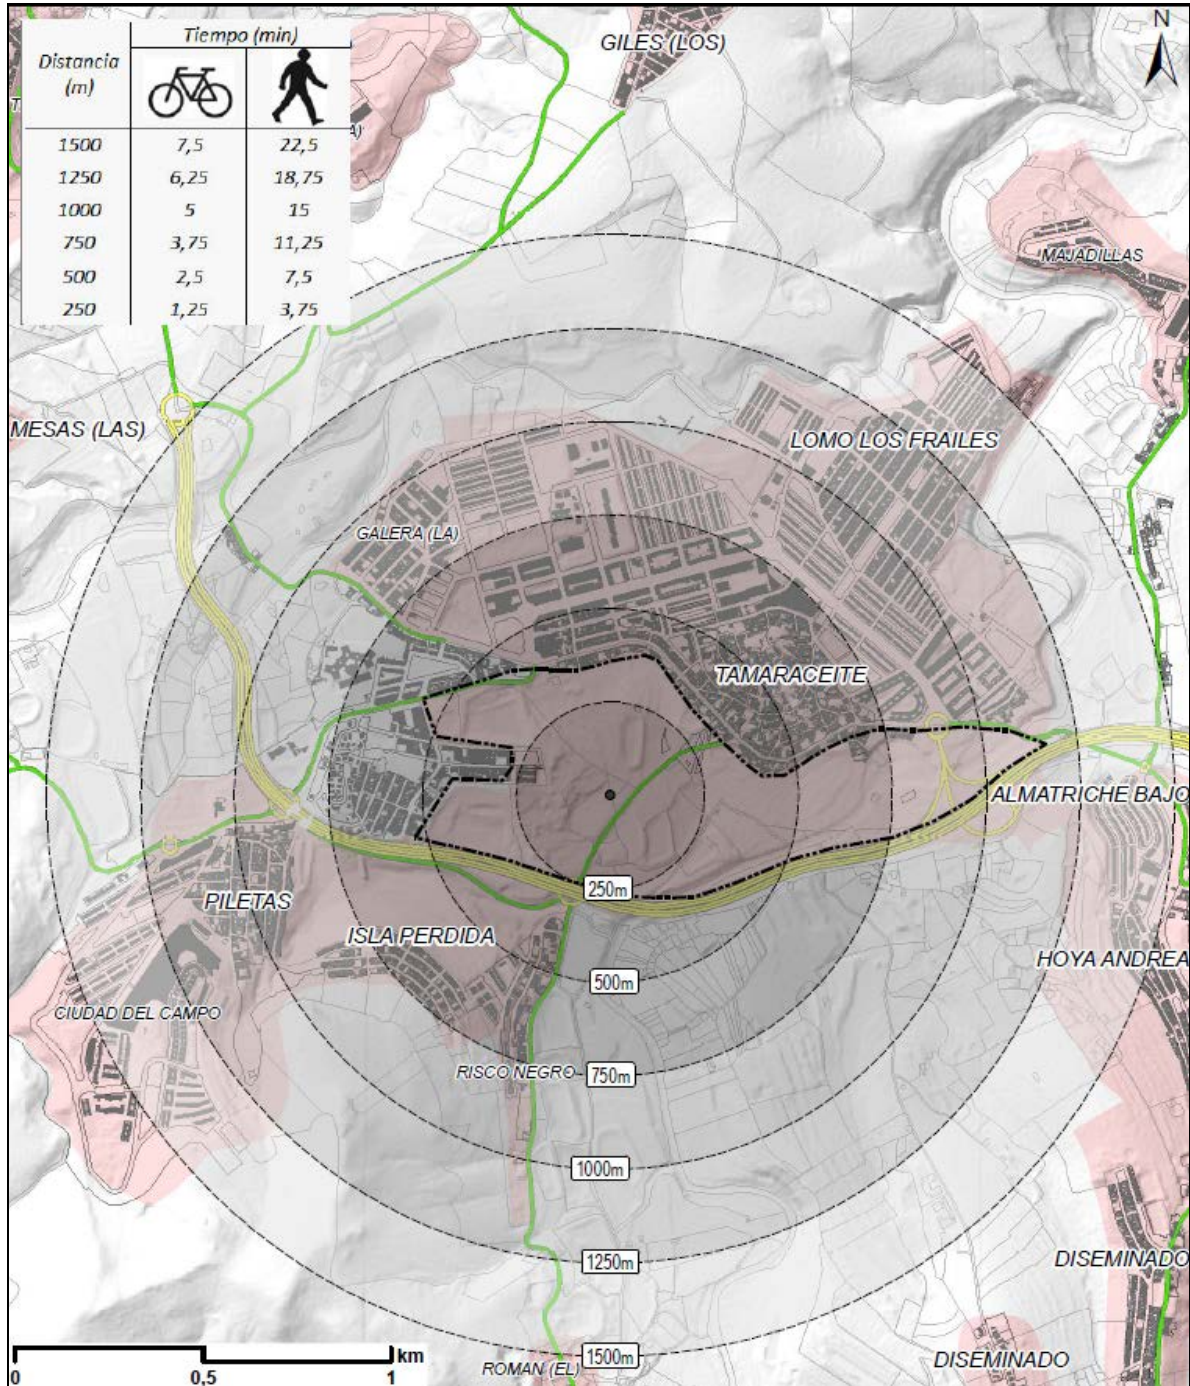 Distancia
(m)
Tiempo (min)
1500 7,5 22,5
1250 6,25 18,75
1000 5 15
750 3,75 11,25
500 2,5 7,5
250 1,25 3,75
N
GILES (LOS)
MAJADILLAS
MESAS (LAS)
LOMO LOS FRAILES
GALERA (LA)
TAMARACEITE
ALMATRICHE BAJO
250m
PILETAS
ISLA PERDIDA
HOYA ANDREA
500m
CIUDAD DEL CAMPO
RISCO NEGRO
750m
1000m
1250m
DISEMINADO
1500m
km
0 0,5 1
ROMAN (EL)
DISEMINADO